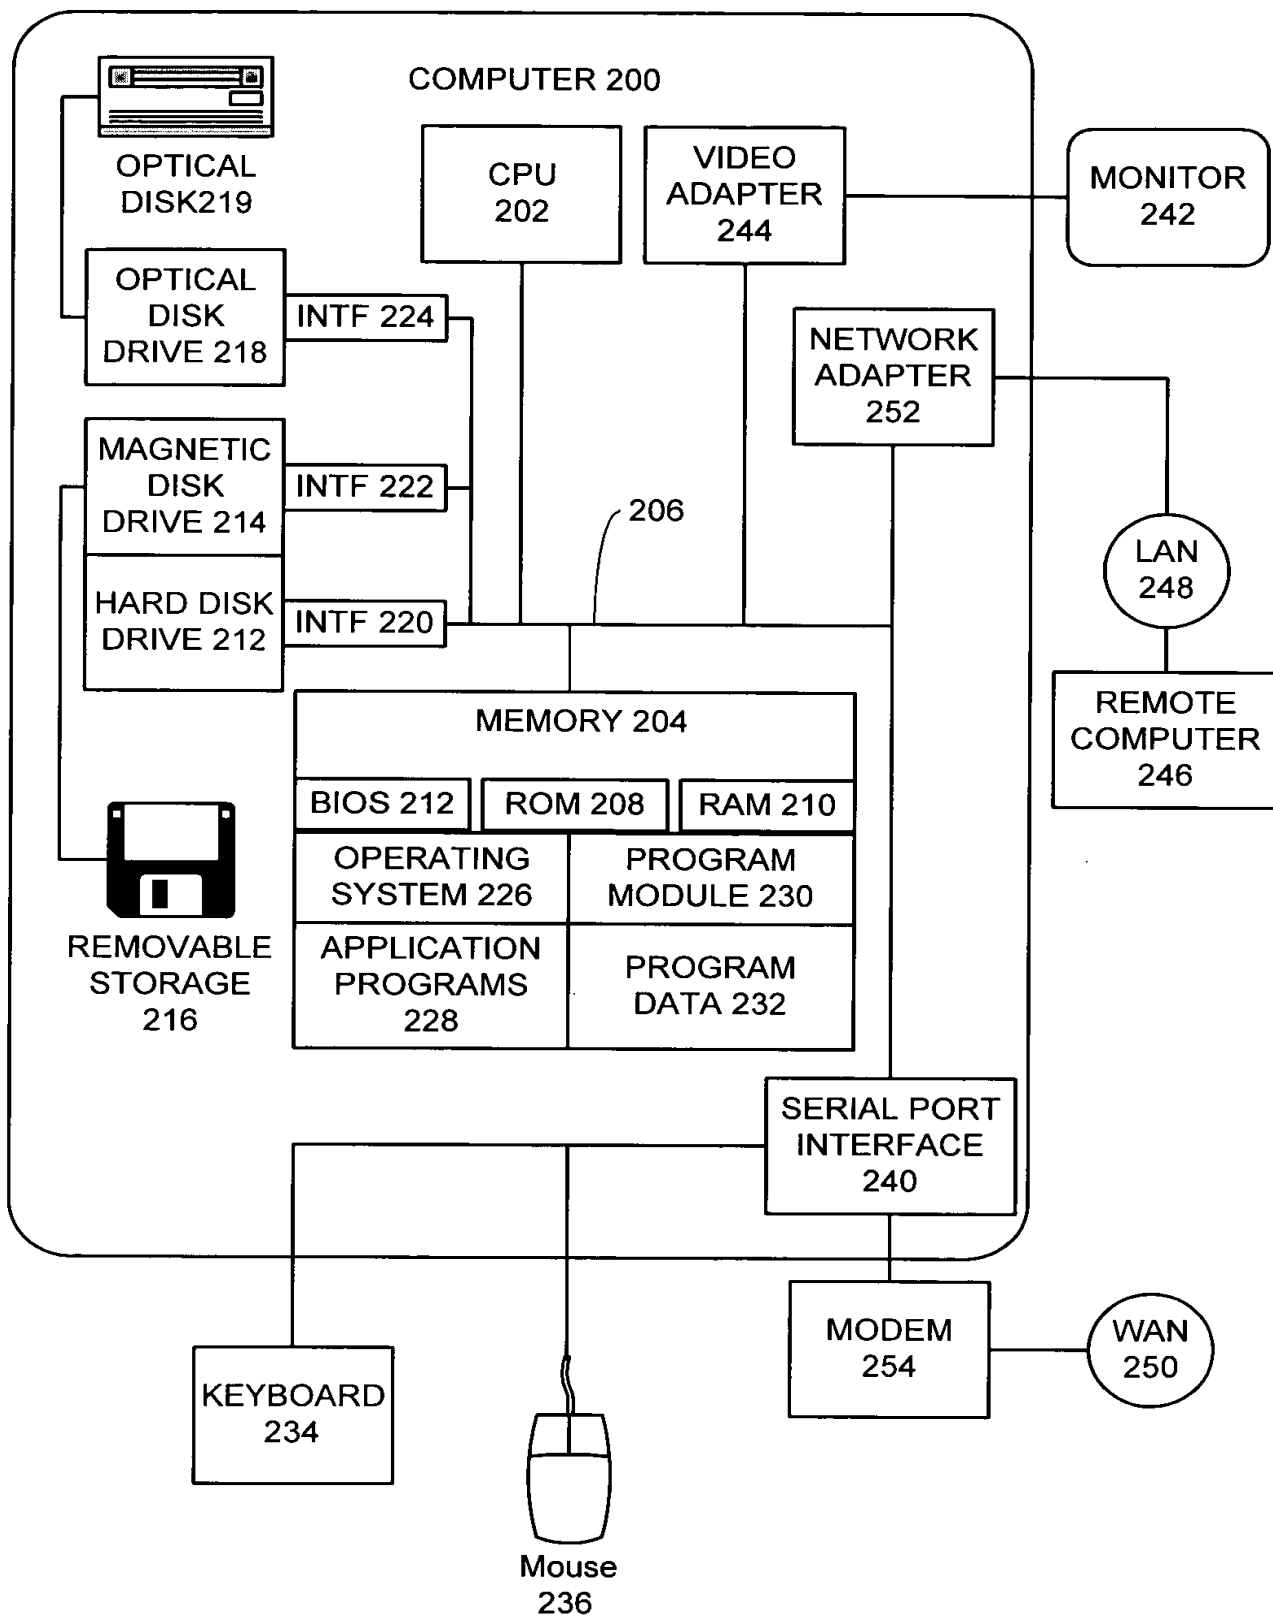 COMPUTER 200
OPTICAL
DISK219
CPU
202
VIDEO
ADAPTER
244
MONITOR
242
OPTICAL
DISK
DRIVE 218
INTF 224
NETWORK
ADAPTER
252
MAGNETIC
DISK
DRIVE 214
INTF 222
206
LAN
248
HARD DISK
DRIVE 212
INTF 220
REMOTE
COMPUTER
246
MEMORY 204
BIOS 212
ROM 208
RAM 210
OPERATING
SYSTEM 226
PROGRAM
MODULE 230
APPLICATION
PROGRAMS
228
PROGRAM
DATA 232
REMOVABLE
STORAGE
216
SERIAL PORT
INTERFACE
240
MODEM
254
WAN
250
KEYBOARD
234
Mouse
236